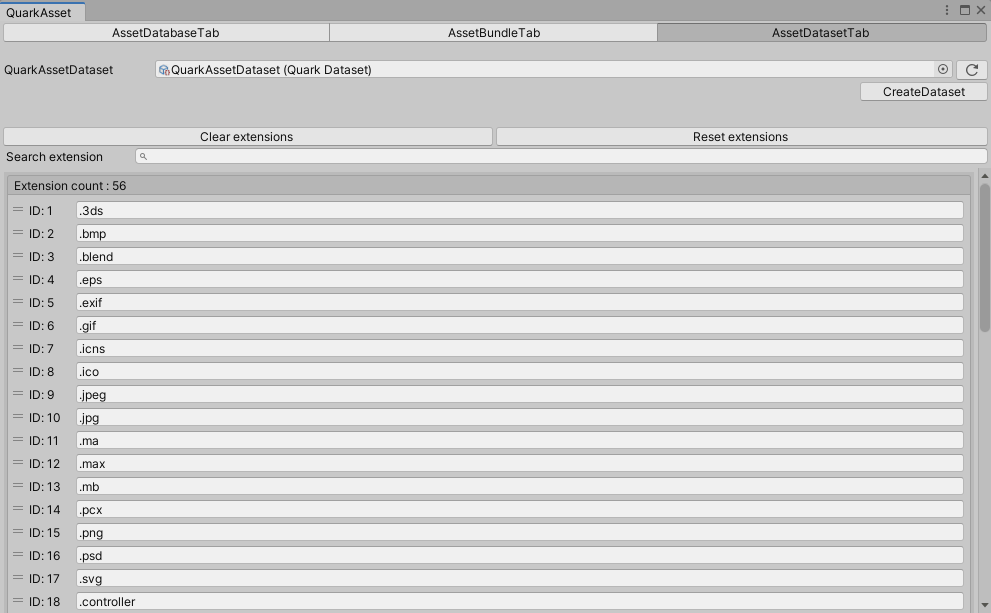 QuarkAsset
AssetDatabaseTab AssetBundleTab AssetDatasetTab
QuarkAssetDataset QuarkAssetDataset (Quark Dataset)
CreateDataset
Clear extensions Reset extensions
Search extension
Extension count : 56
ID: 1 .3ds
ID: 2 .bmp
ID: 3 .blend
ID: 4 .eps
ID: 5 .exif
ID: 6 .gif
ID: 7 .icns
ID: 8 .ico
ID: 9 .jpeg
ID: 10 .jpg
ID: 11 .ma
ID: 12 .max
ID: 13 .mb
ID: 14 .pcx
ID: 15 .png
ID: 16 .psd
ID: 17 .svg
ID: 18 .controller